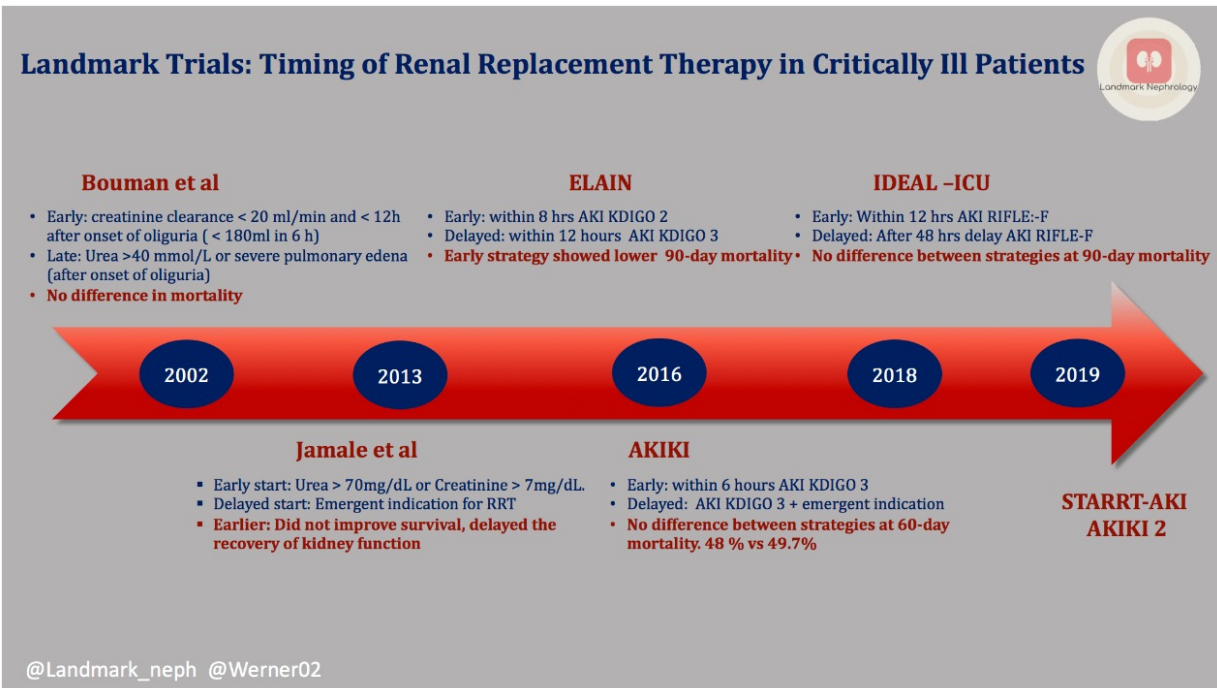 Landmark Trials: Timing of Renal Replacement Therapy in Critically Ill Patients
Landmark Nephrology
Bouman et al
• Early: creatinine clearance < 20 ml/min and < 12h
after onset of oliguria ( < 180ml in 6 h)
• Late: Urea >40 mmol/L or severe pulmonary edena
(after onset of oliguria)
• No difference in mortality
ELAIN
• Early: within 8 hrs AKI KDIGO 2
• Delayed: within 12 hours AKI KDIGO 3
• Early strategy showed lower 90-day mortality
IDEAL –ICU
• Early: Within 12 hrs AKI RIFLE:-F
• Delayed: After 48 hrs delay AKI RIFLE-F
• No difference between strategies at 90-day mortality
2002
2013
2016
2018
2019
Jamale et al
▪ Early start: Urea > 70mg/dL or Creatinine > 7mg/dL.
▪ Delayed start: Emergent indication for RRT
▪ Earlier: Did not improve survival, delayed the
recovery of kidney function
AKIKI
• Early: within 6 hours AKI KDIGO 3
• Delayed: AKI KDIGO 3 + emergent indication
• No difference between strategies at 60-day
mortality. 48 % vs 49.7%
STARRT-AKI
AKIKI 2
@Landmark_neph @Werner02